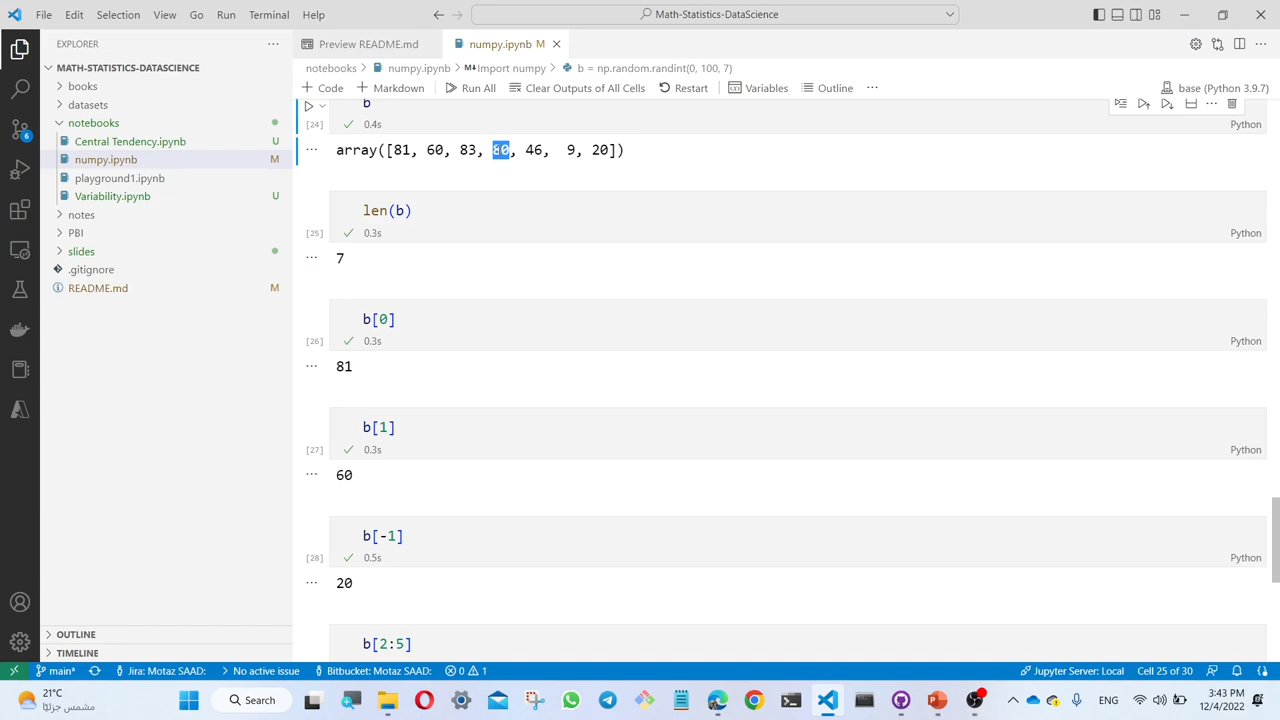 File Edit Selection View Go Run Terminal Help
Math-Statistics-DataScience
EXPLORER
Preview README.md
numpy.ipynb M
MATH-STATISTICS-DATASCIENCE
books
datasets
notebooks
Central Tendency.ipynb U
numpy.ipynb M
playground1.ipynb
Variability.ipynb U
notes
PBI
slides
.gitignore
README.md M
OUTLINE
TIMELINE
6
notebooks > numpy.ipynb > M↓Import numpy > b = np.random.randint(0, 100, 7)
+ Code + Markdown Run All Clear Outputs of All Cells Restart Variables Outline ... base (Python 3.9.7)
b
[24] 0.4s Python
array([81, 60, 83, 80, 46,  9, 20])
len(b)
[25] 0.3s Python
7
b[0]
[26] 0.3s Python
81
b[1]
[27] 0.3s Python
60
b[-1]
[28] 0.5s Python
20
b[2:5]
main* Jira: Motaz SAAD: No active issue Bitbucket: Motaz SAAD: 0 1 Jupyter Server: Local Cell 25 of 30
21°C
مشمس جزئيًا
Search
ENG
3:43 PM
12/4/2022